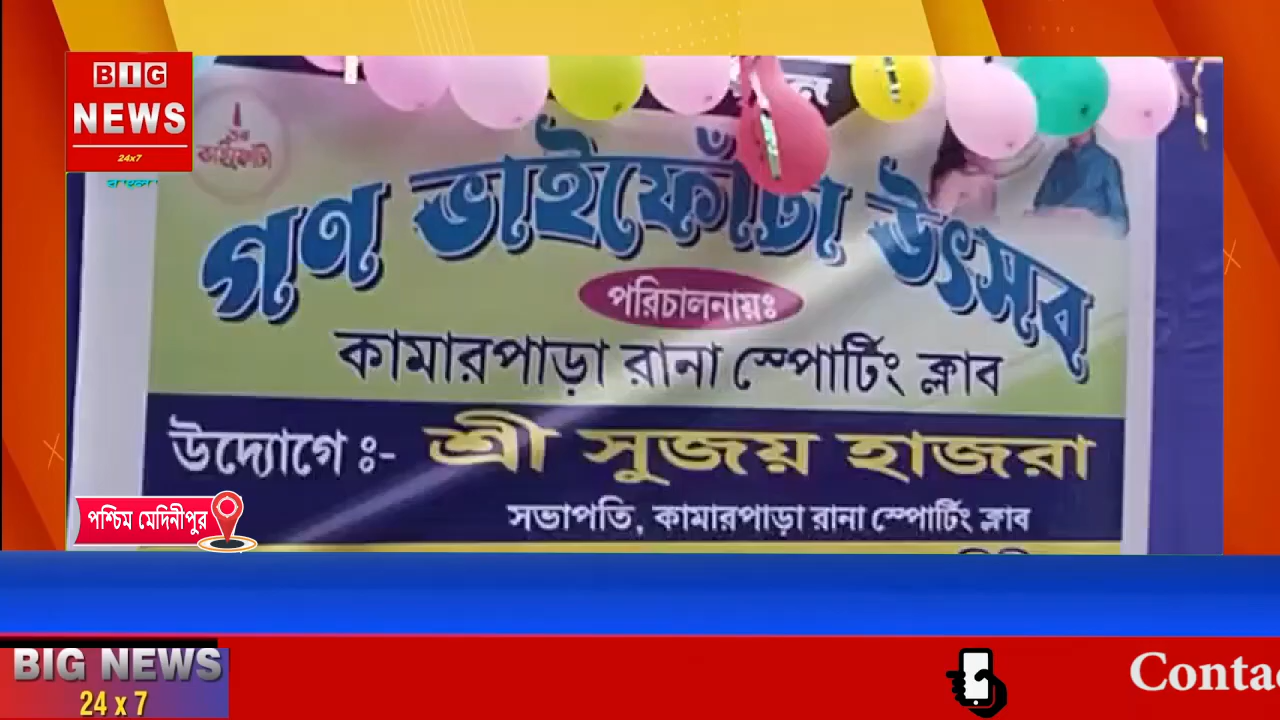 BIG
NEWS
24x7
শুভ
ভাইফোঁটা
গণ ভাইফোঁটা উৎসব
পরিচালনায়ঃ
কামারপাড়া রানা স্পোর্টিং ক্লাব
উদ্যোগে ঃ- শ্রী সুজয় হাজরা
সভাপতি, কামারপাড়া রানা স্পোর্টিং ক্লাব
পশ্চিম মেদিনীপুর
BIG NEWS
24 x 7
Conta